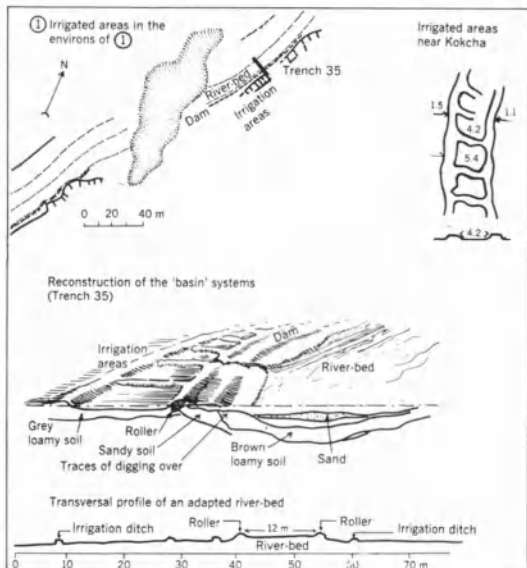 ① Irrigated areas in the
environs of ①
N
River-bed
Dam
Trench 35
Irrigation
areas
0 20 40 m
Irrigated areas
near Kokcha
1.5
1.1
4.2
5.4
4.2
Reconstruction of the 'basin' systems
(Trench 35)
Irrigation
areas
Dam
River-bed
Grey
loamy soil
Roller
Sandy soil
Traces of digging over
Brown
loamy soil
Sand
Transversal profile of an adapted river-bed
Irrigation ditch
Roller
12 m
Roller
Irrigation ditch
River-bed
0 10 20 30 40 50 60 70 m